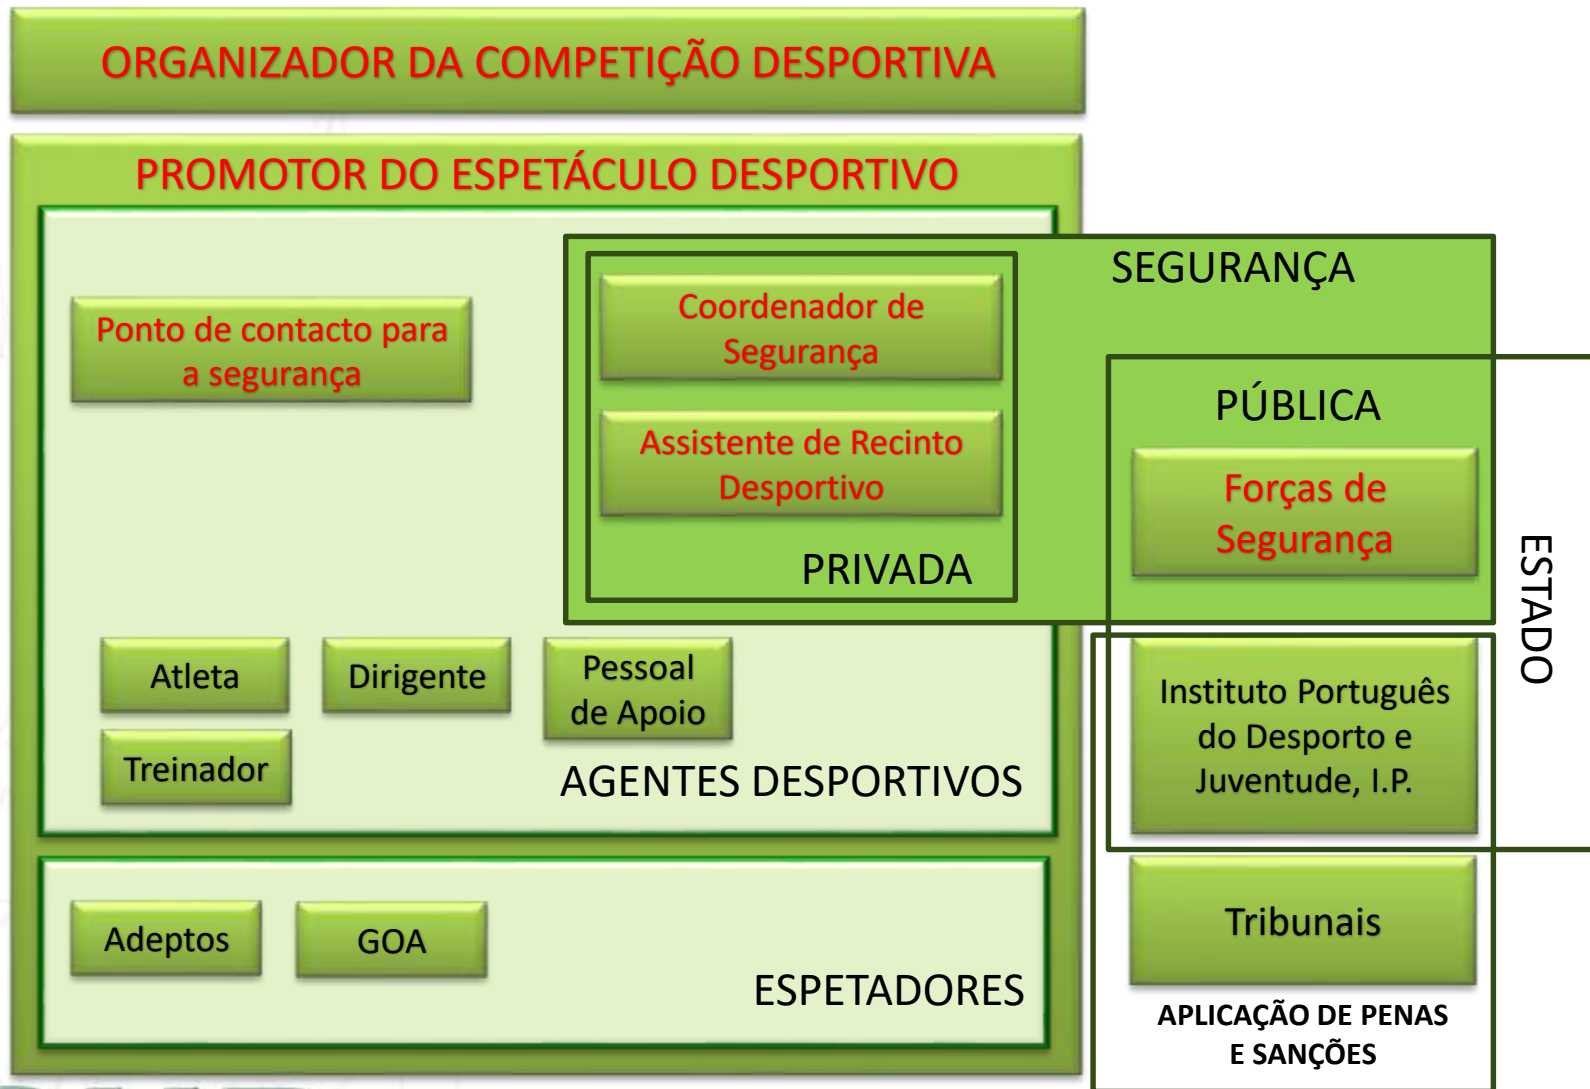 ORGANIZADOR DA COMPETIÇÃO DESPORTIVA
PROMOTOR DO ESPETÁCULO DESPORTIVO
Ponto de contacto para
a segurança
Coordenador de
Segurança
Assistente de Recinto
Desportivo
PRIVADA
SEGURANÇA
PÚBLICA
Forças de
Segurança
ESTADO
Atleta
Dirigente
Pessoal
de Apoio
Treinador
AGENTES DESPORTIVOS
Instituto Português
do Desporto e
Juventude, I.P.
Adeptos
GOA
ESPETADORES
Tribunais
APLICAÇÃO DE PENAS
E SANÇÕES